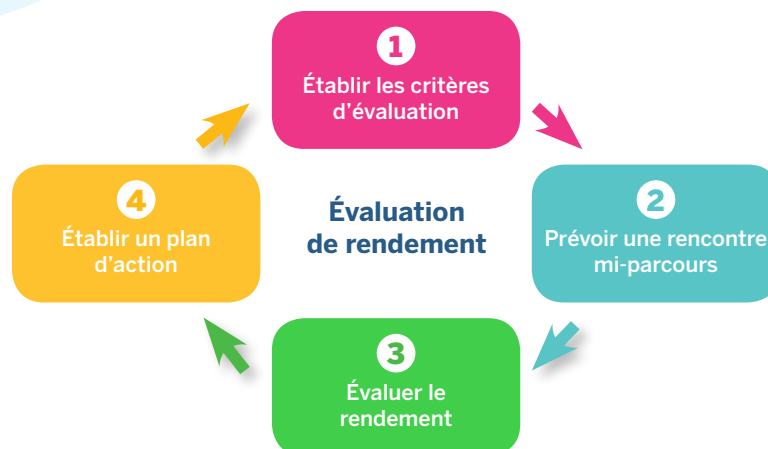 1
Établir les critères
d'évaluation
2
Prévoir une rencontre
mi-parcours
3
Évaluer le
rendement
4
Établir un plan
d'action
Évaluation
de rendement